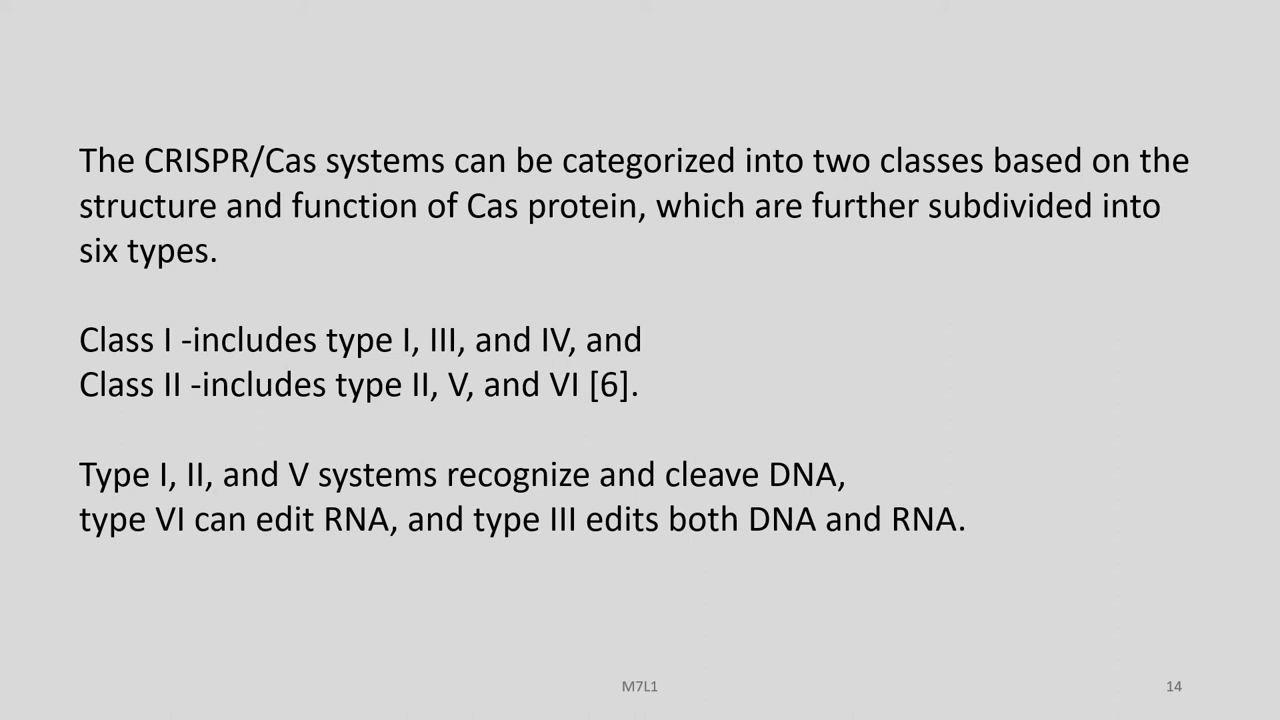 The CRISPR/Cas systems can be categorized into two classes based on the
structure and function of Cas protein, which are further subdivided into
six types.
Class I -includes type I, III, and IV, and
Class II -includes type II, V, and VI [6].
Type I, II, and V systems recognize and cleave DNA,
type VI can edit RNA, and type III edits both DNA and RNA.
M7L1
14